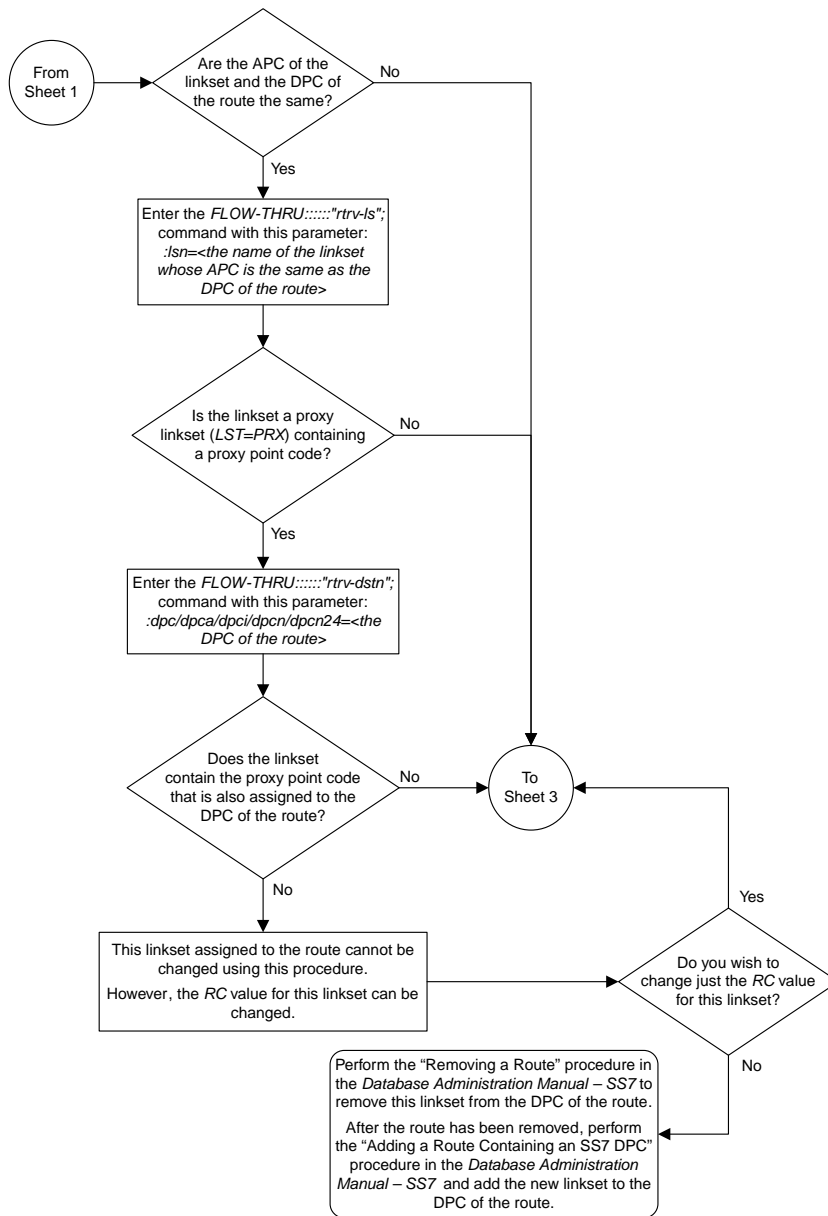 From
Sheet 1
Are the APC of the
linkset and the DPC of
the route the same?
No
Yes
Enter the FLOW-THRU::::::"rtrv-ls";
command with this parameter:
:lsn=<the name of the linkset
whose APC is the same as the
DPC of the route>
Is the linkset a proxy
linkset (LST=PRX) containing
a proxy point code?
No
Yes
Enter the FLOW-THRU::::::"rtrv-dstn";
command with this parameter:
:dpc/dpca/dpci/dpcn/dpcn24=<the
DPC of the route>
Does the linkset
contain the proxy point code
that is also assigned to the
DPC of the route?
No
To
Sheet 3
No
Yes
This linkset assigned to the route cannot be
changed using this procedure.
However, the RC value for this linkset can be
changed.
Do you wish to
change just the RC value
for this linkset?
No
Perform the “Removing a Route” procedure in
the Database Administration Manual – SS7 to
remove this linkset from the DPC of the route.
After the route has been removed, perform
the “Adding a Route Containing an SS7 DPC”
procedure in the Database Administration
Manual – SS7 and add the new linkset to the
DPC of the route.